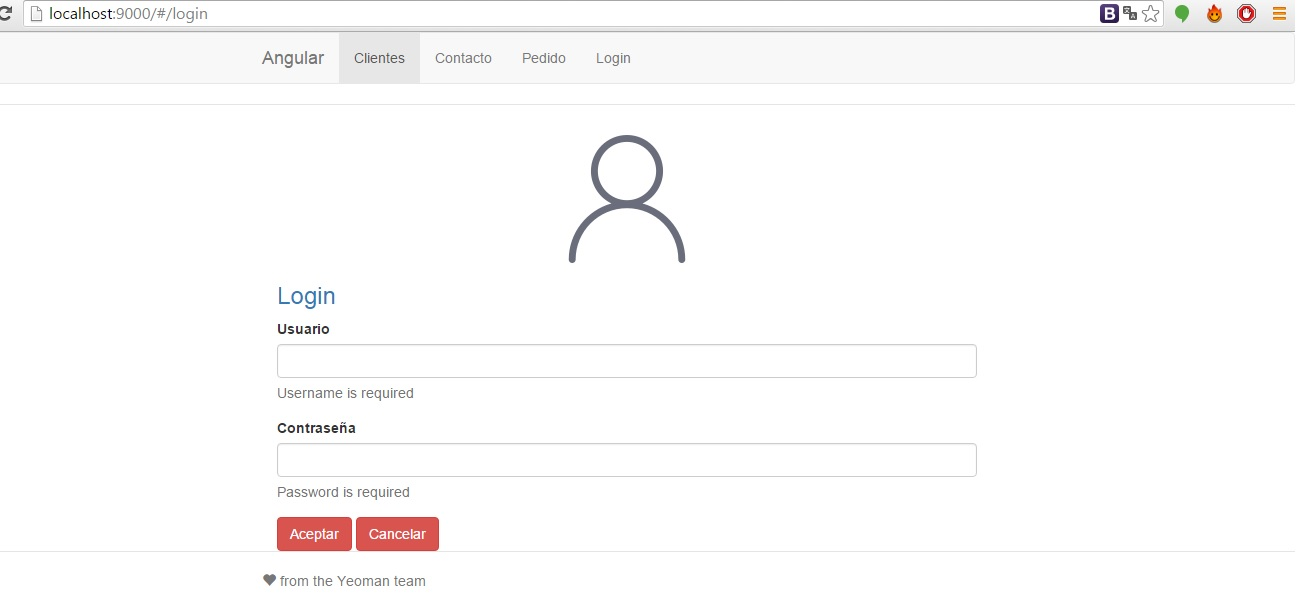 localhost:9000/#/login
B
Angular Clientes Contacto Pedido Login
Login
Usuario
Username is required
Contraseña
Password is required
Aceptar Cancelar
from the Yeoman team